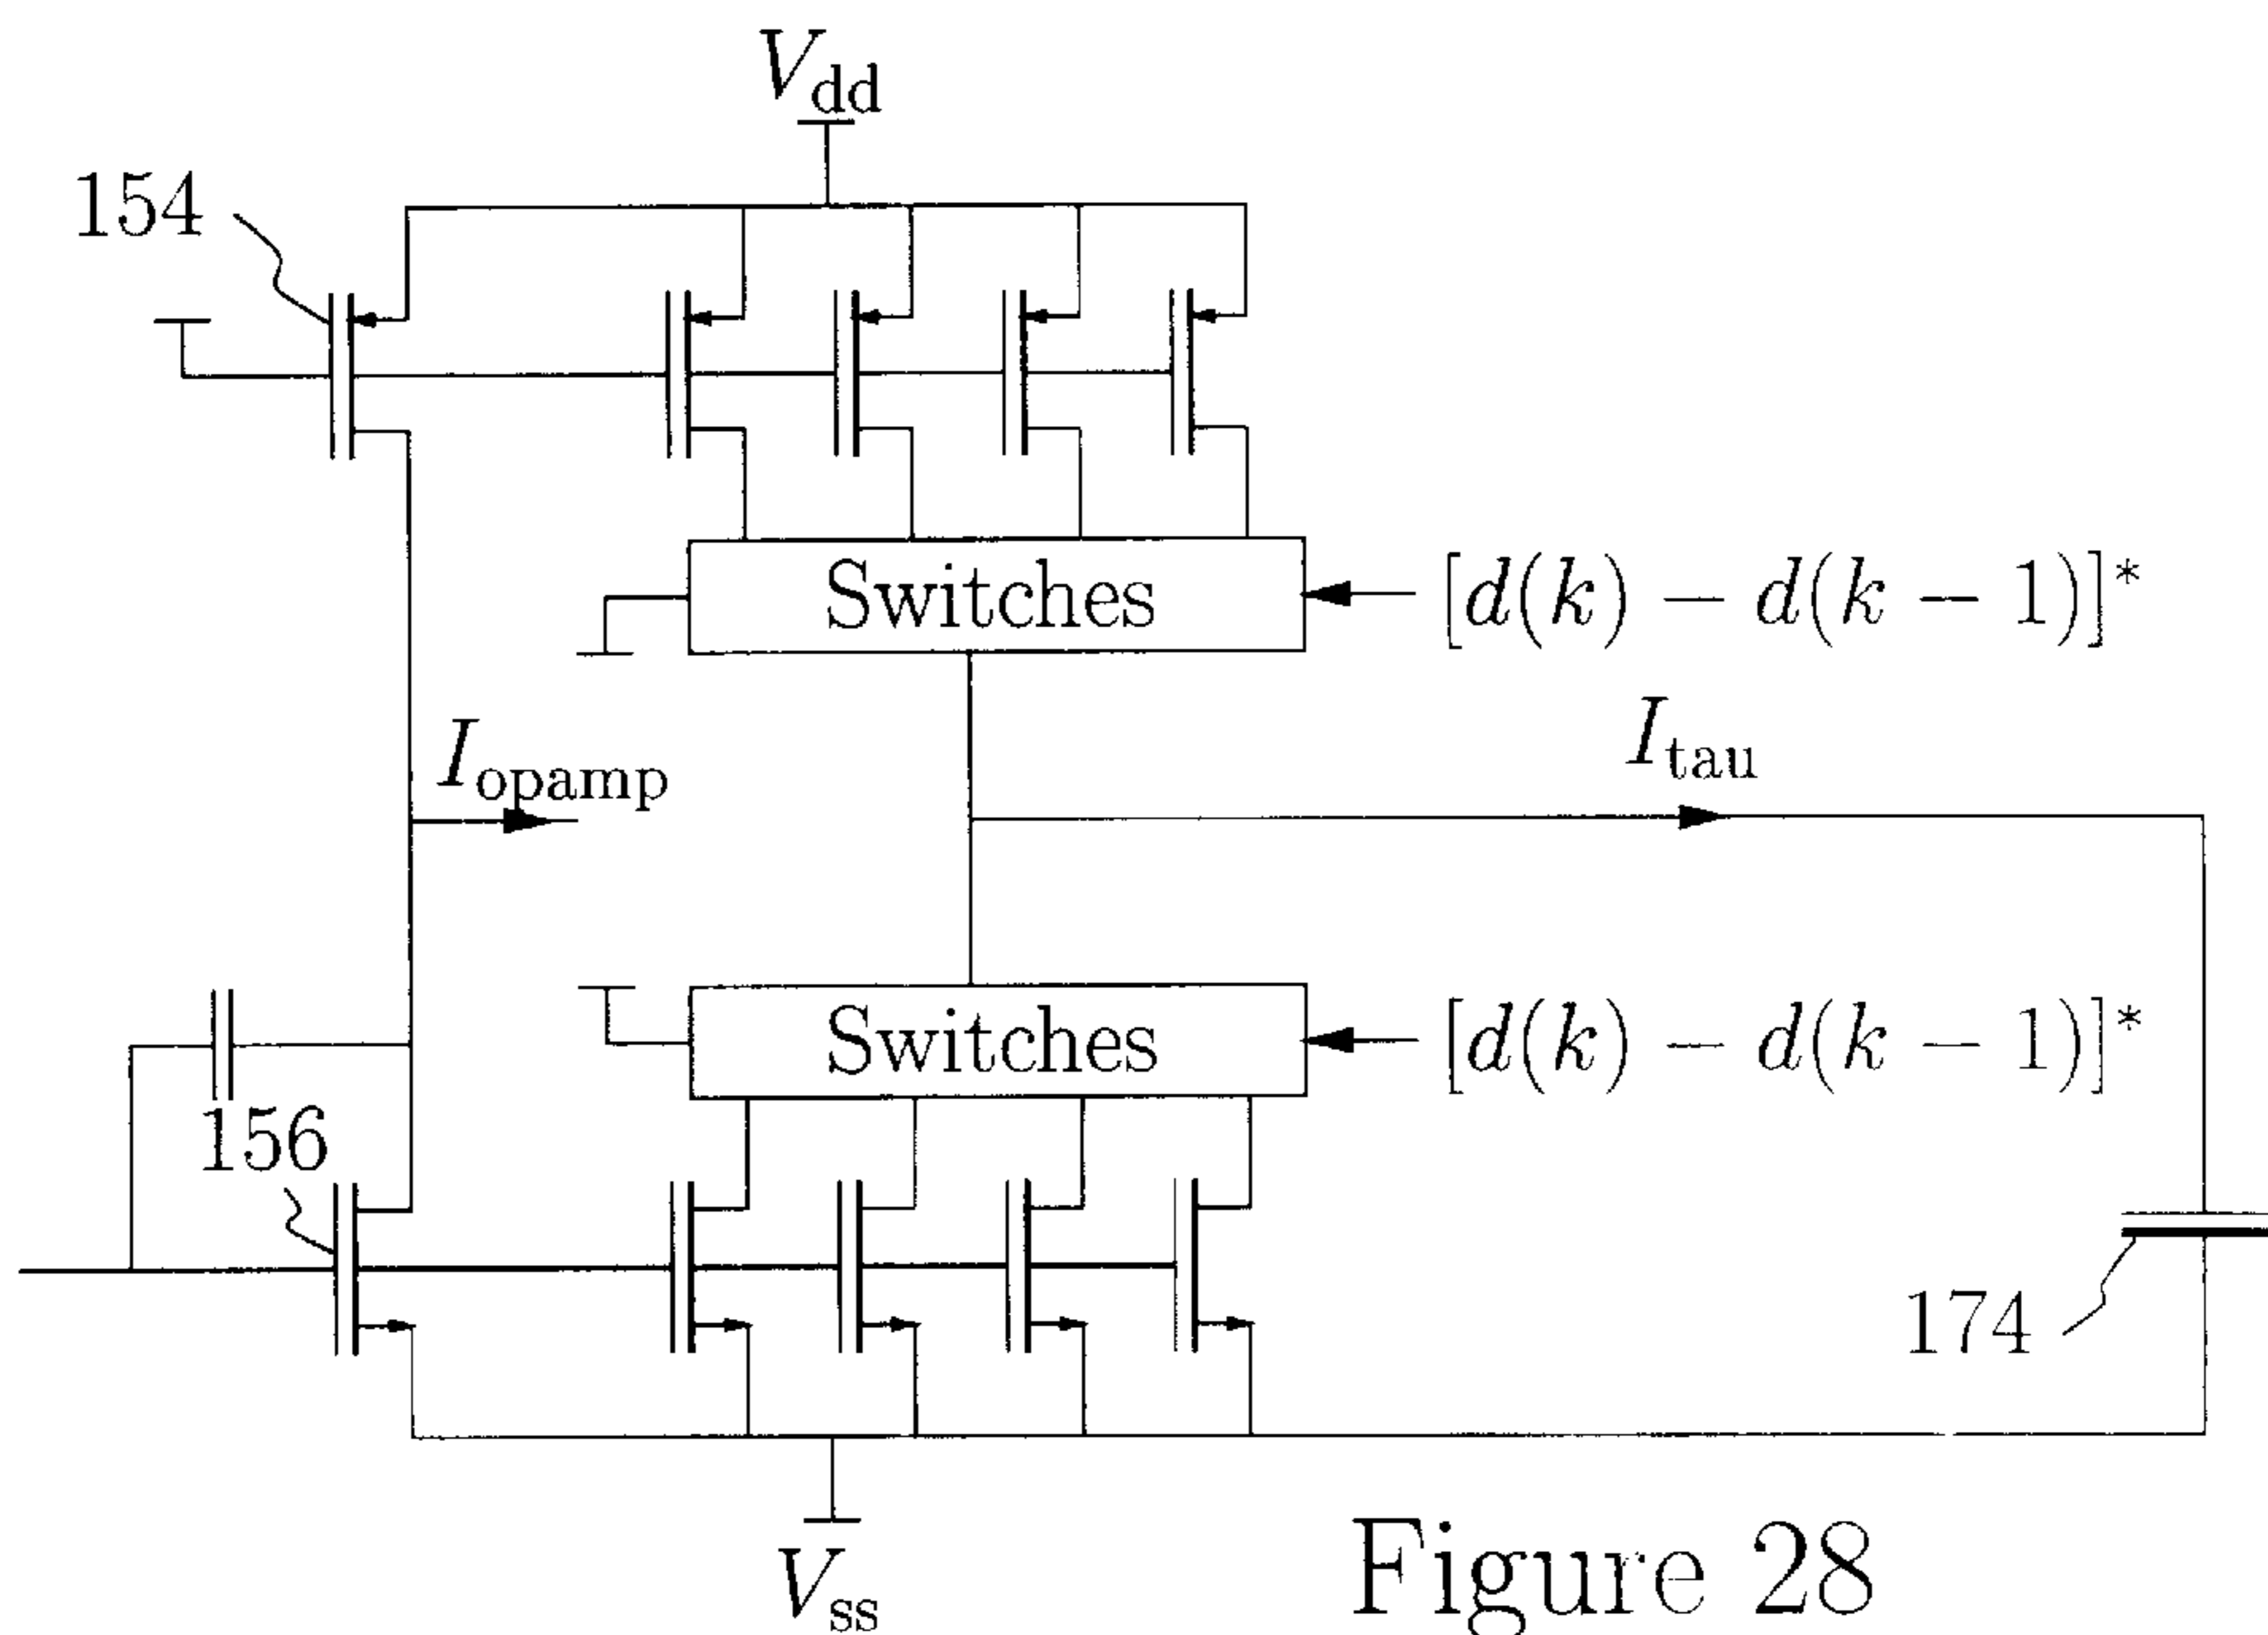 V_dd
154
Switches
[d(k) − d(k − 1)]*
I_opamp
I_tau
Switches
[d(k) − d(k − 1)]*
156
174
V_ss
Figure 28